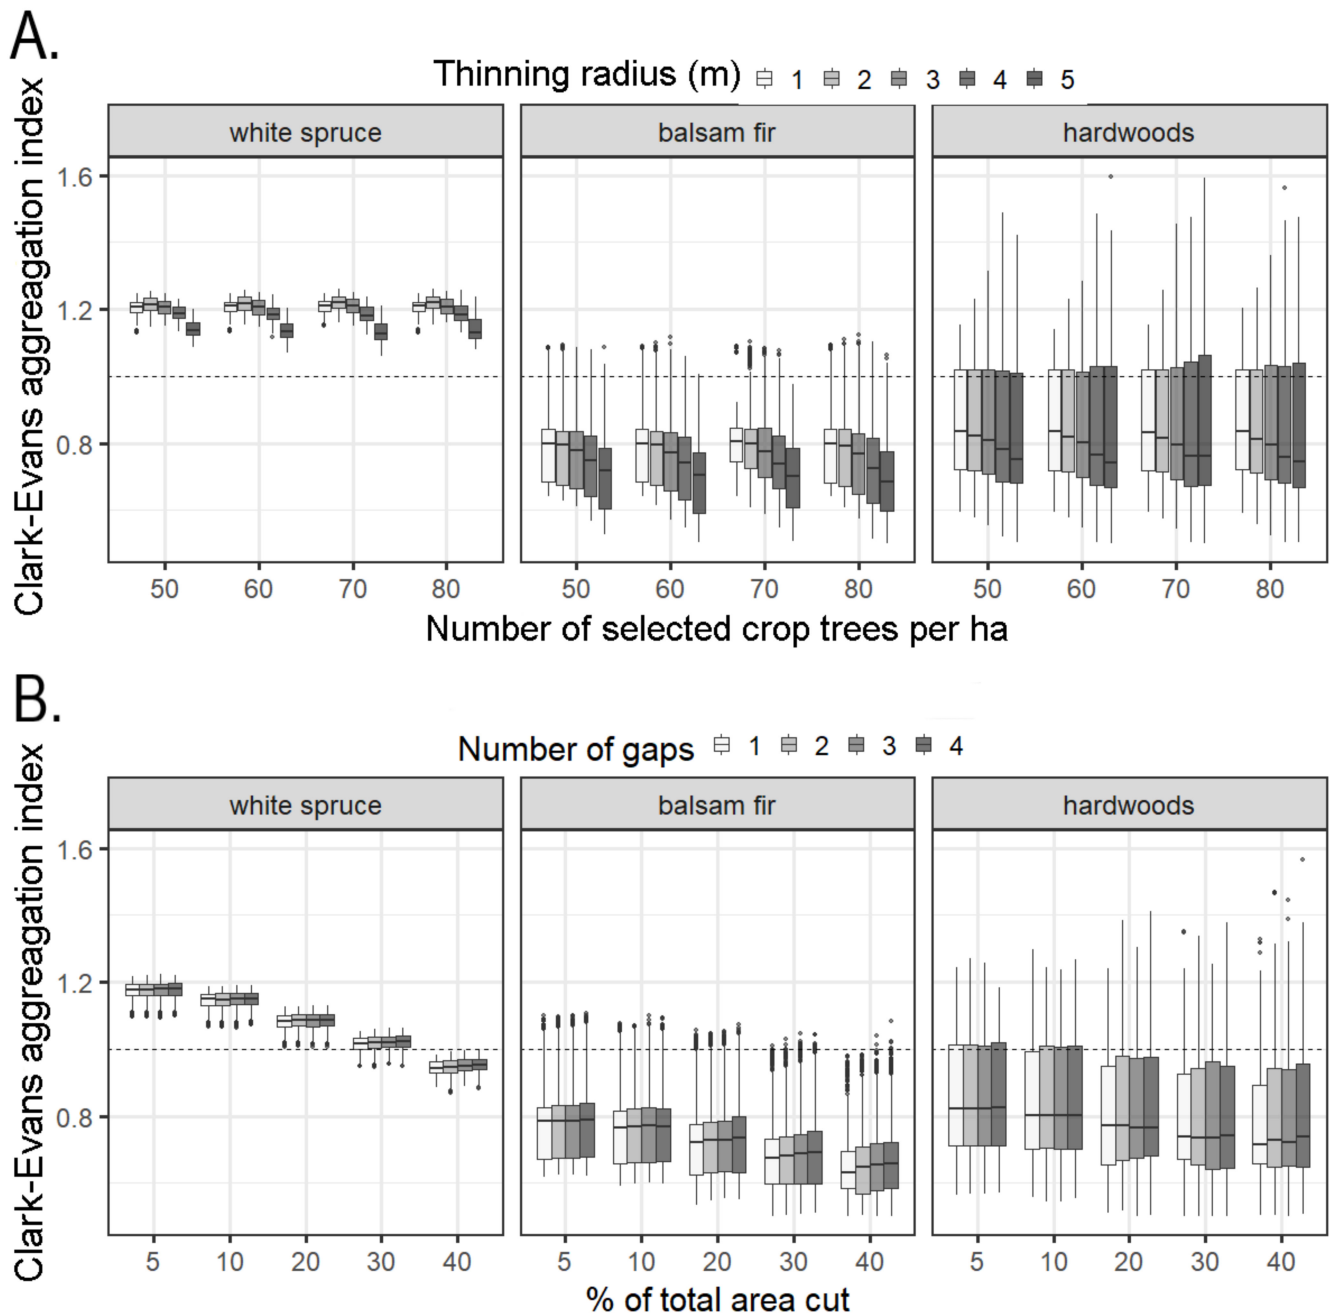 A.
Thinning radius (m) 1 2 3 4 5
Clark-Evans aggreagation index
white spruce balsam fir hardwoods
1.6
1.2
0.8
50 60 70 80 50 60 70 80 50 60 70 80
Number of selected crop trees per ha
B.
Number of gaps 1 2 3 4
Clark-Evans aggreagation index
white spruce balsam fir hardwoods
1.6
1.2
0.8
5 10 20 30 40 5 10 20 30 40 5 10 20 30 40
% of total area cut